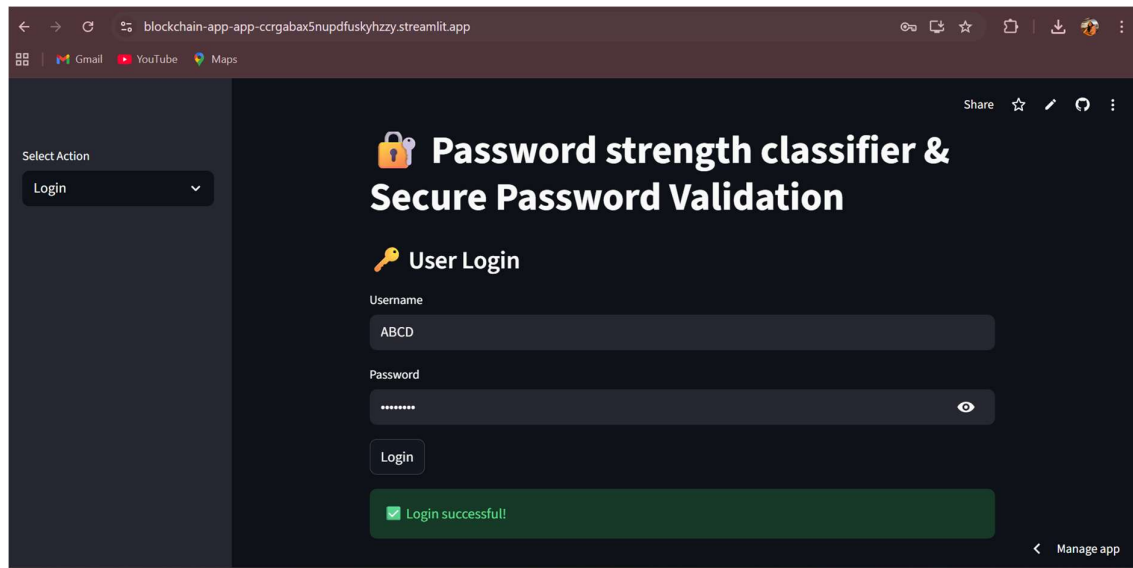 blockchain-app-app-ccrgabax5nupdfuskyhzzy.streamlit.app
Gmail YouTube Maps
Share
Select Action
Login
🔐 Password strength classifier &
Secure Password Validation
🔑 User Login
Username
ABCD
Password
••••••••
Login
✅ Login successful!
Manage app